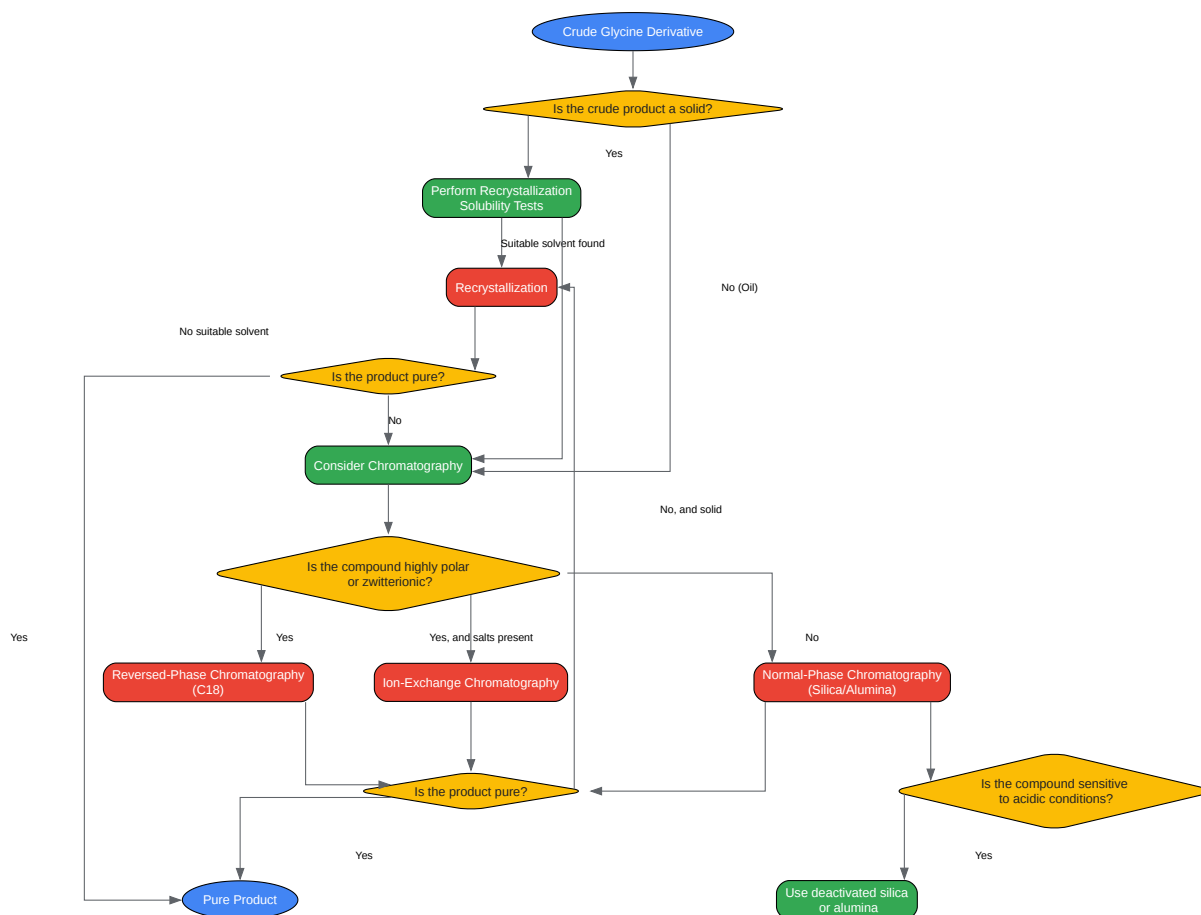 Crude Glycine Derivative
Is the crude product a solid?
Yes
Perform Recrystallization
Solubility Tests
Suitable solvent found
Recrystallization
No (Oil)
No suitable solvent
Is the product pure?
No
Consider Chromatography
No, and solid
Is the compound highly polar
or zwitterionic?
Yes
Yes
Yes, and salts present
No
Reversed-Phase Chromatography
(C18)
Ion-Exchange Chromatography
Normal-Phase Chromatography
(Silica/Alumina)
Is the product pure?
Is the compound sensitive
to acidic conditions?
Yes
Yes
Pure Product
Use deactivated silica
or alumina